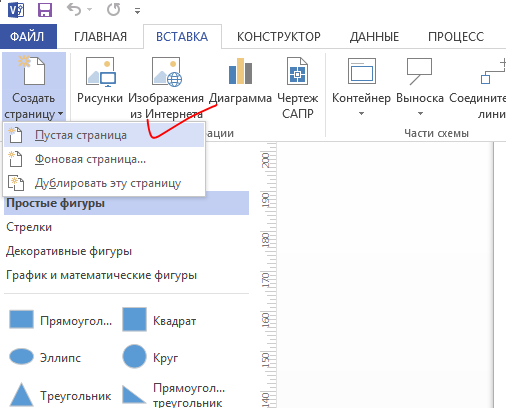 ФАЙЛ ГЛАВНАЯ ВСТАВКА КОНСТРУКТОР ДАННЫЕ ПРОЦЕСС
Создать страницу
Рисунки
Изображения из Интернета
Диаграмма
Чертеж САПР
Контейнер
Выноска
Соедините
лини
ации
Части схемы
Пустая страница
Фоновая страница...
Дублировать эту страницу
Простые фигуры
Стрелки
Декоративные фигуры
График и математические фигуры
Прямоугол...
Квадрат
Эллипс
Круг
Треугольник
Прямоугол... треугольник
200
190
180
170
160
150
140